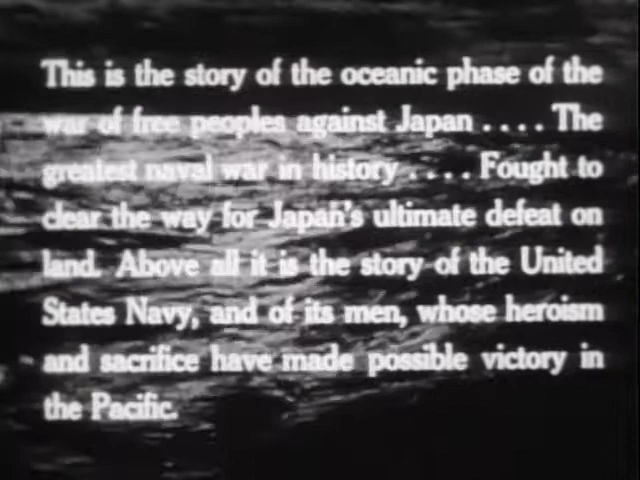 This is the story of the oceanic phase of the
war of free peoples against Japan . . . . The
greatest naval war in history . . . . Fought to
clear the way for Japan's ultimate defeat on
land. Above all it is the story of the United
States Navy, and of its men, whose heroism
and sacrifice have made possible victory in
the Pacific.